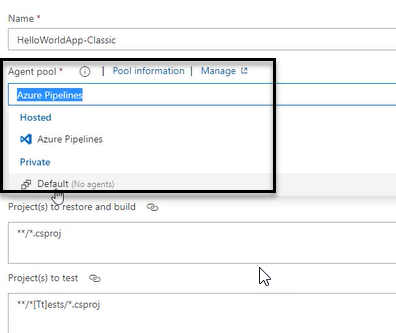 Name *
HelloWorldApp-Classic
Agent pool * | Pool information | Manage
Azure Pipelines
Hosted
Azure Pipelines
Private
Default (No agents)
Project(s) to restore and build
**/*.csproj
Project(s) to test
**/*[Tt]ests/*.csproj